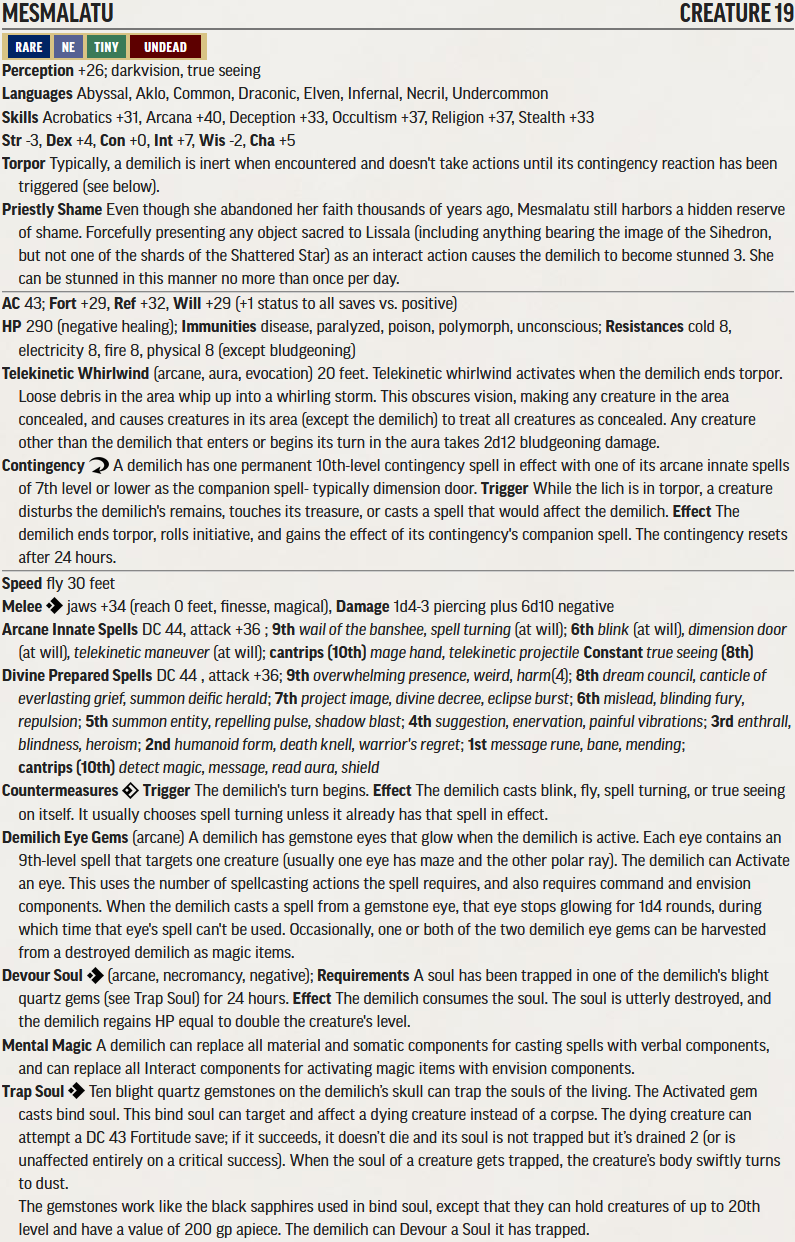 MESMALATU CREATURE 19
RARE NE TINY UNDEAD
Perception +26; darkvision, true seeing
Languages Abyssal, Aklo, Common, Draconic, Elven, Infernal, Necril, Undercommon
Skills Acrobatics +31, Arcana +40, Deception +33, Occultism +37, Religion +37, Stealth +33
Str -3, Dex +4, Con +0, Int +7, Wis -2, Cha +5
Torpor Typically, a demilich is inert when encountered and doesn't take actions until its contingency reaction has been
triggered (see below).
Priestly Shame Even though she abandoned her faith thousands of years ago, Mesmalatu still harbors a hidden reserve
of shame. Forcefully presenting any object sacred to Lissala (including anything bearing the image of the Sihedron,
but not one of the shards of the Shattered Star) as an interact action causes the demilich to become stunned 3. She
can be stunned in this manner no more than once per day.
AC 43; Fort +29, Ref +32, Will +29 (+1 status to all saves vs. positive)
HP 290 (negative healing); Immunities disease, paralyzed, poison, polymorph, unconscious; Resistances cold 8,
electricity 8, fire 8, physical 8 (except bludgeoning)
Telekinetic Whirlwind (arcane, aura, evocation) 20 feet. Telekinetic whirlwind activates when the demilich ends torpor.
Loose debris in the area whip up into a whirling storm. This obscures vision, making any creature in the area
concealed, and causes creatures in its area (except the demilich) to treat all creatures as concealed. Any creature
other than the demilich that enters or begins its turn in the aura takes 2d12 bludgeoning damage.
Contingency A demilich has one permanent 10th-level contingency spell in effect with one of its arcane innate spells
of 7th level or lower as the companion spell- typically dimension door. Trigger While the lich is in torpor, a creature
disturbs the demilich's remains, touches its treasure, or casts a spell that would affect the demilich. Effect The
demilich ends torpor, rolls initiative, and gains the effect of its contingency's companion spell. The contingency resets
after 24 hours.
Speed fly 30 feet
Melee jaws +34 (reach 0 feet, finesse, magical), Damage 1d4-3 piercing plus 6d10 negative
Arcane Innate Spells DC 44, attack +36 ; 9th wail of the banshee, spell turning (at will); 6th blink (at will), dimension door
(at will), telekinetic maneuver (at will); cantrips (10th) mage hand, telekinetic projectile Constant true seeing (8th)
Divine Prepared Spells DC 44 , attack +36; 9th overwhelming presence, weird, harm(4); 8th dream council, canticle of
everlasting grief, summon deific herald; 7th project image, divine decree, eclipse burst; 6th mislead, blinding fury,
repulsion; 5th summon entity, repelling pulse, shadow blast; 4th suggestion, enervation, painful vibrations; 3rd enthrall,
blindness, heroism; 2nd humanoid form, death knell, warrior's regret; 1st message rune, bane, mending;
cantrips (10th) detect magic, message, read aura, shield
Countermeasures Trigger The demilich's turn begins. Effect The demilich casts blink, fly, spell turning, or true seeing
on itself. It usually chooses spell turning unless it already has that spell in effect.
Demilich Eye Gems (arcane) A demilich has gemstone eyes that glow when the demilich is active. Each eye contains an
9th-level spell that targets one creature (usually one eye has maze and the other polar ray). The demilich can Activate
an eye. This uses the number of spellcasting actions the spell requires, and also requires command and envision
components. When the demilich casts a spell from a gemstone eye, that eye stops glowing for 1d4 rounds, during
which time that eye's spell can't be used. Occasionally, one or both of the two demilich eye gems can be harvested
from a destroyed demilich as magic items.
Devour Soul (arcane, necromancy, negative); Requirements A soul has been trapped in one of the demilich's blight
quartz gems (see Trap Soul) for 24 hours. Effect The demilich consumes the soul. The soul is utterly destroyed, and
the demilich regains HP equal to double the creature's level.
Mental Magic A demilich can replace all material and somatic components for casting spells with verbal components,
and can replace all Interact components for activating magic items with envision components.
Trap Soul Ten blight quartz gemstones on the demilich’s skull can trap the souls of the living. The Activated gem
casts bind soul. This bind soul can target and affect a dying creature instead of a corpse. The dying creature can
attempt a DC 43 Fortitude save; if it succeeds, it doesn’t die and its soul is not trapped but it’s drained 2 (or is
unaffected entirely on a critical success). When the soul of a creature gets trapped, the creature’s body swiftly turns
to dust.
The gemstones work like the black sapphires used in bind soul, except that they can hold creatures of up to 20th
level and have a value of 200 gp apiece. The demilich can Devour a Soul it has trapped.